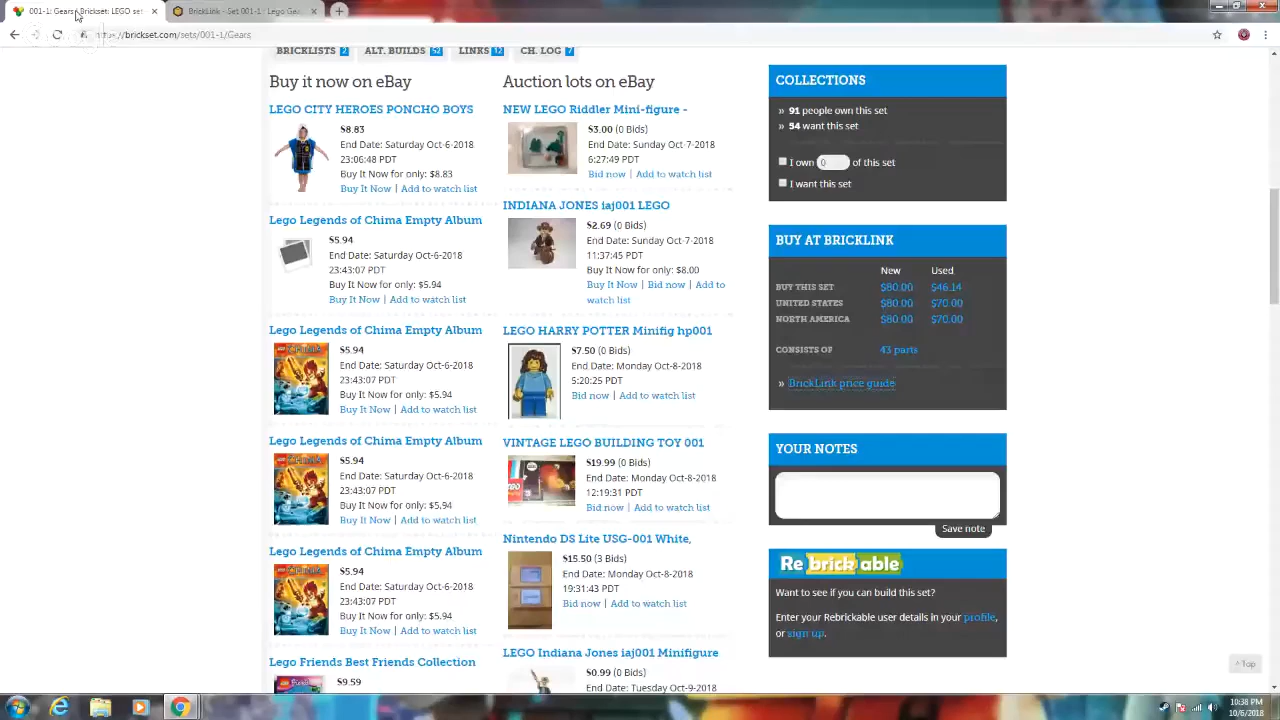 001-1: Gears | Brickset: LEGO set
BrickLink - Set 001-1 : Lego Gea
https://brickset.com/sets/001-1/Gears
BRICKLISTS 2
ALT. BUILDS 52
LINKS 12
CH. LOG 7
Buy it now on eBay
LEGO CITY HEROES PONCHO BOYS
$8.83
End Date: Saturday Oct-6-2018
23:06:48 PDT
Buy It Now for only: $8.83
Buy It Now | Add to watch list
Lego Legends of Chima Empty Album
$5.94
End Date: Saturday Oct-6-2018
23:43:07 PDT
Buy It Now for only: $5.94
Buy It Now | Add to watch list
Lego Legends of Chima Empty Album
$5.94
End Date: Saturday Oct-6-2018
23:43:07 PDT
Buy It Now for only: $5.94
Buy It Now | Add to watch list
Lego Legends of Chima Empty Album
$5.94
End Date: Saturday Oct-6-2018
23:43:07 PDT
Buy It Now for only: $5.94
Buy It Now | Add to watch list
Lego Legends of Chima Empty Album
$5.94
End Date: Saturday Oct-6-2018
23:43:07 PDT
Buy It Now for only: $5.94
Buy It Now | Add to watch list
Lego Friends Best Friends Collection
$9.59
Auction lots on eBay
NEW LEGO Riddler Mini-figure -
$3.00 (0 Bids)
End Date: Sunday Oct-7-2018
6:27:49 PDT
Bid now | Add to watch list
INDIANA JONES iaj001 LEGO
$2.69 (0 Bids)
End Date: Sunday Oct-7-2018
11:37:45 PDT
Buy It Now for only: $8.00
Buy It Now | Bid now | Add to
watch list
LEGO HARRY POTTER Minifig hp001
$7.50 (0 Bids)
End Date: Monday Oct-8-2018
5:20:25 PDT
Bid now | Add to watch list
VINTAGE LEGO BUILDING TOY 001
$19.99 (0 Bids)
End Date: Monday Oct-8-2018
12:19:31 PDT
Bid now | Add to watch list
Nintendo DS Lite USG-001 White,
$15.50 (3 Bids)
End Date: Monday Oct-8-2018
19:31:43 PDT
Bid now | Add to watch list
LEGO Indiana Jones iaj001 Minifigure
$0.99 (0 Bids)
End Date: Tuesday Oct-9-2018
COLLECTIONS
» 91 people own this set
» 54 want this set
I own 0 of this set
I want this set
BUY AT BRICKLINK
New Used
BUY THIS SET $80.00 $46.14
UNITED STATES $80.00 $70.00
NORTH AMERICA $80.00 $70.00
CONSISTS OF 43 parts
» BrickLink price guide
YOUR NOTES
Save note
Rebrickable
Want to see if you can build this set?
Enter your Rebrickable user details in your profile,
or sign up.
^ Top
10:38 PM
10/6/2018